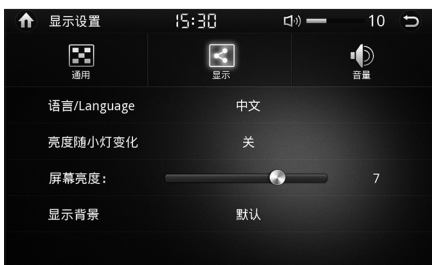 显示设置 15:30 10
通用 显示 音量
语言/Language 中文
亮度随小灯变化 关
屏幕亮度： 7
显示背景 默认